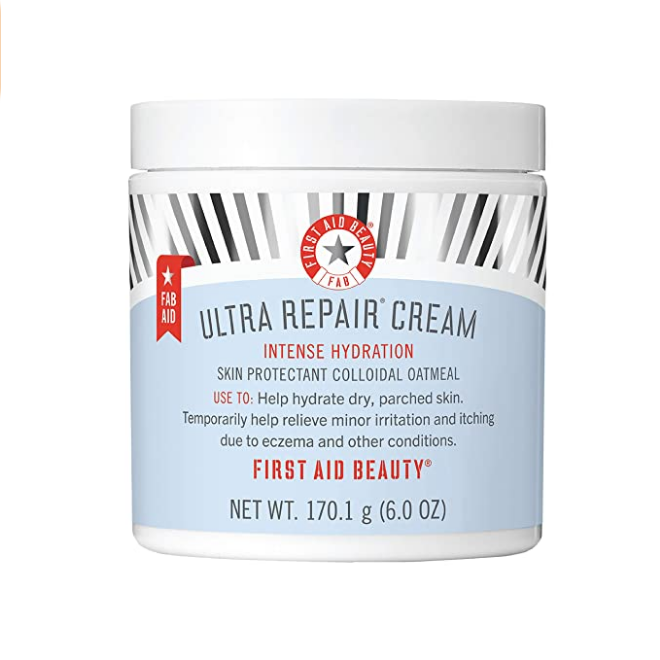 FIRST AID BEAUTY®
FAB
FAB
AID
ULTRA REPAIR® CREAM
INTENSE HYDRATION
SKIN PROTECTANT COLLOIDAL OATMEAL
USE TO: Help hydrate dry, parched skin.
Temporarily help relieve minor irritation and itching
due to eczema and other conditions.
FIRST AID BEAUTY®
NET WT. 170.1 g (6.0 OZ)